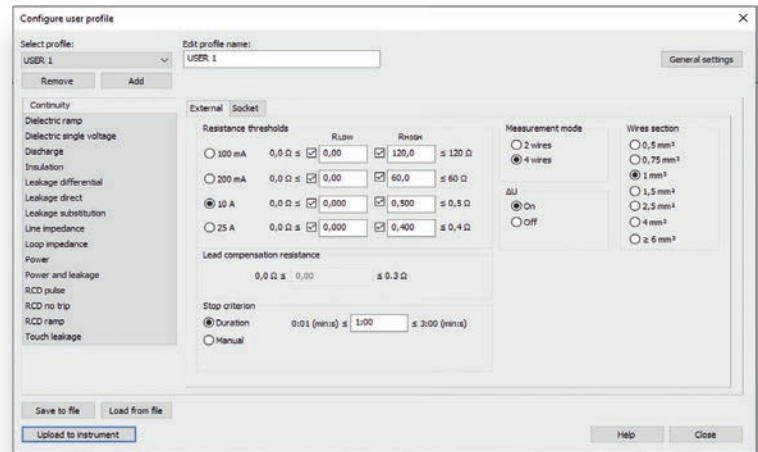 Configure user profile
Select profile:
USER 1
Edit profile name:
USER 1
General settings
Remove
Add
Continuity
Dielectric ramp
Dielectric single voltage
Discharge
Insulation
Leakage differential
Leakage direct
Leakage substitution
Line impedance
Loop impedance
Power
Power and leakage
RCD pulse
RCD no trip
RCD ramp
Touch leakage
External
Socket
Resistance thresholds
RLOW
RHIGH
100 mA 0,0 Ω ≤ 0,00 120,0 ≤ 120 Ω
200 mA 0,0 Ω ≤ 0,00 60,0 ≤ 60 Ω
10 A 0,0 Ω ≤ 0,000 0,500 ≤ 0,5 Ω
25 A 0,0 Ω ≤ 0,000 0,400 ≤ 0,4 Ω
Lead compensation resistance
0,0 Ω ≤ 0,00 ≤ 0.3 Ω
Stop criterion
Duration 0:01 (min:s) ≤ 1:00 ≤ 3:00 (min:s)
Manual
Measurement mode
2 wires
4 wires
ΔU
On
Off
Wires section
0,5 mm²
0,75 mm²
1 mm²
1,5 mm²
2,5 mm²
4 mm²
≥ 6 mm²
Save to file
Load from file
Upload to instrument
Help
Close